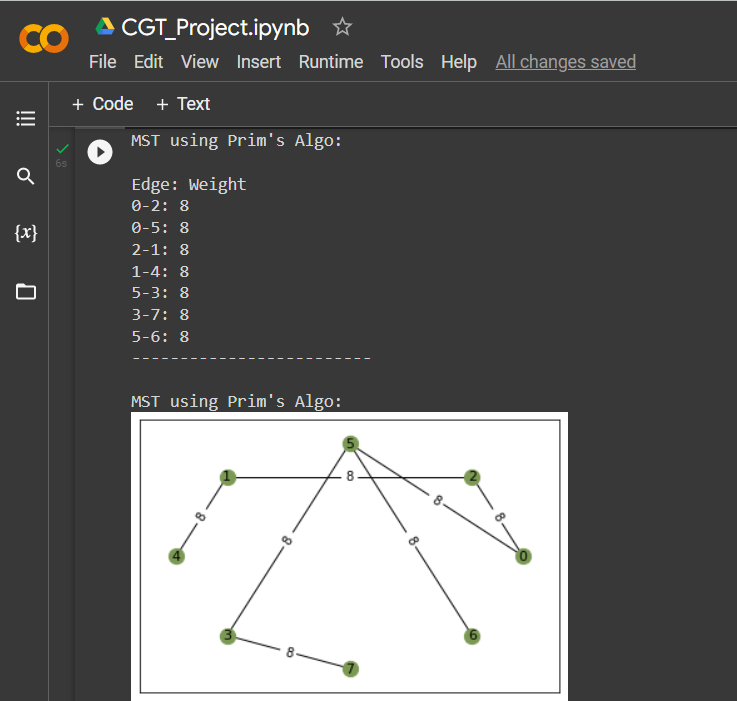 CGT_Project.ipynb
File Edit View Insert Runtime Tools Help All changes saved
+ Code + Text
6s
MST using Prim's Algo:
{x}
Edge: Weight
0-2: 8
0-5: 8
2-1: 8
1-4: 8
5-3: 8
3-7: 8
5-6: 8
-------------------------
MST using Prim's Algo:
5
1 8 2
8
8 8
4 8 8 0
3 6
8
7